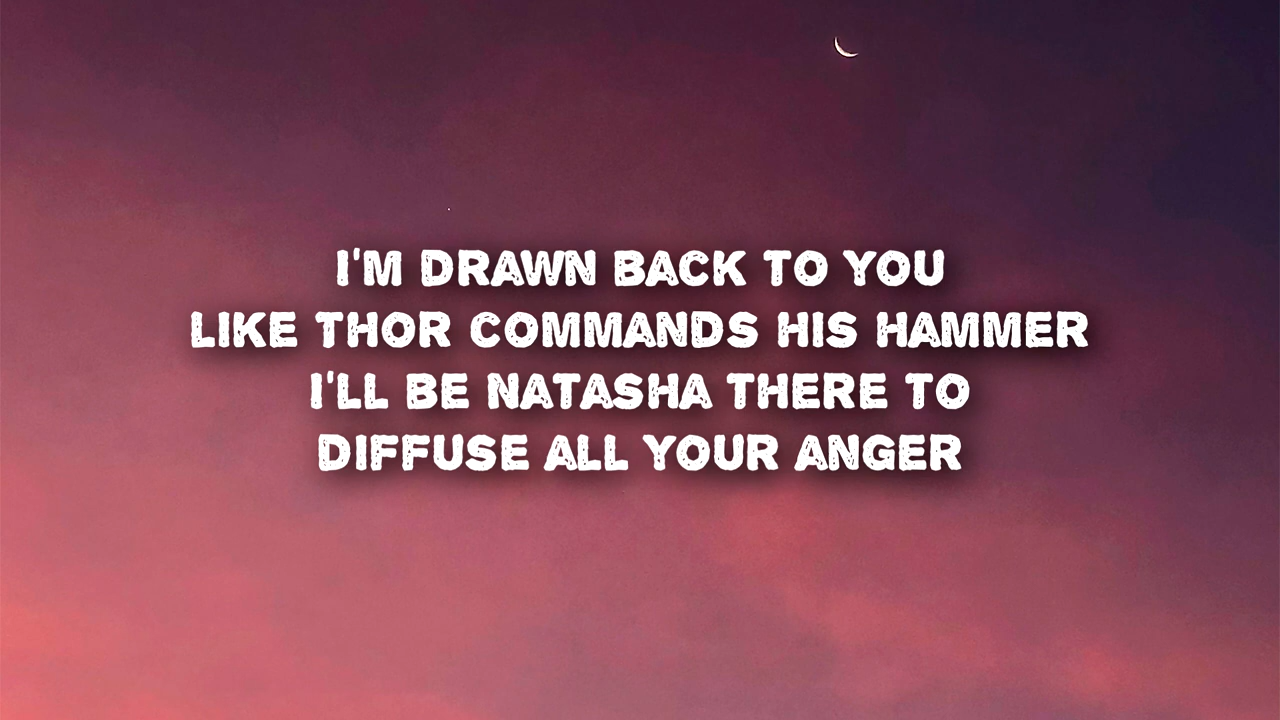 I'M DRAWN BACK TO YOU
LIKE THOR COMMANDS HIS HAMMER
I'LL BE NATASHA THERE TO
DIFFUSE ALL YOUR ANGER